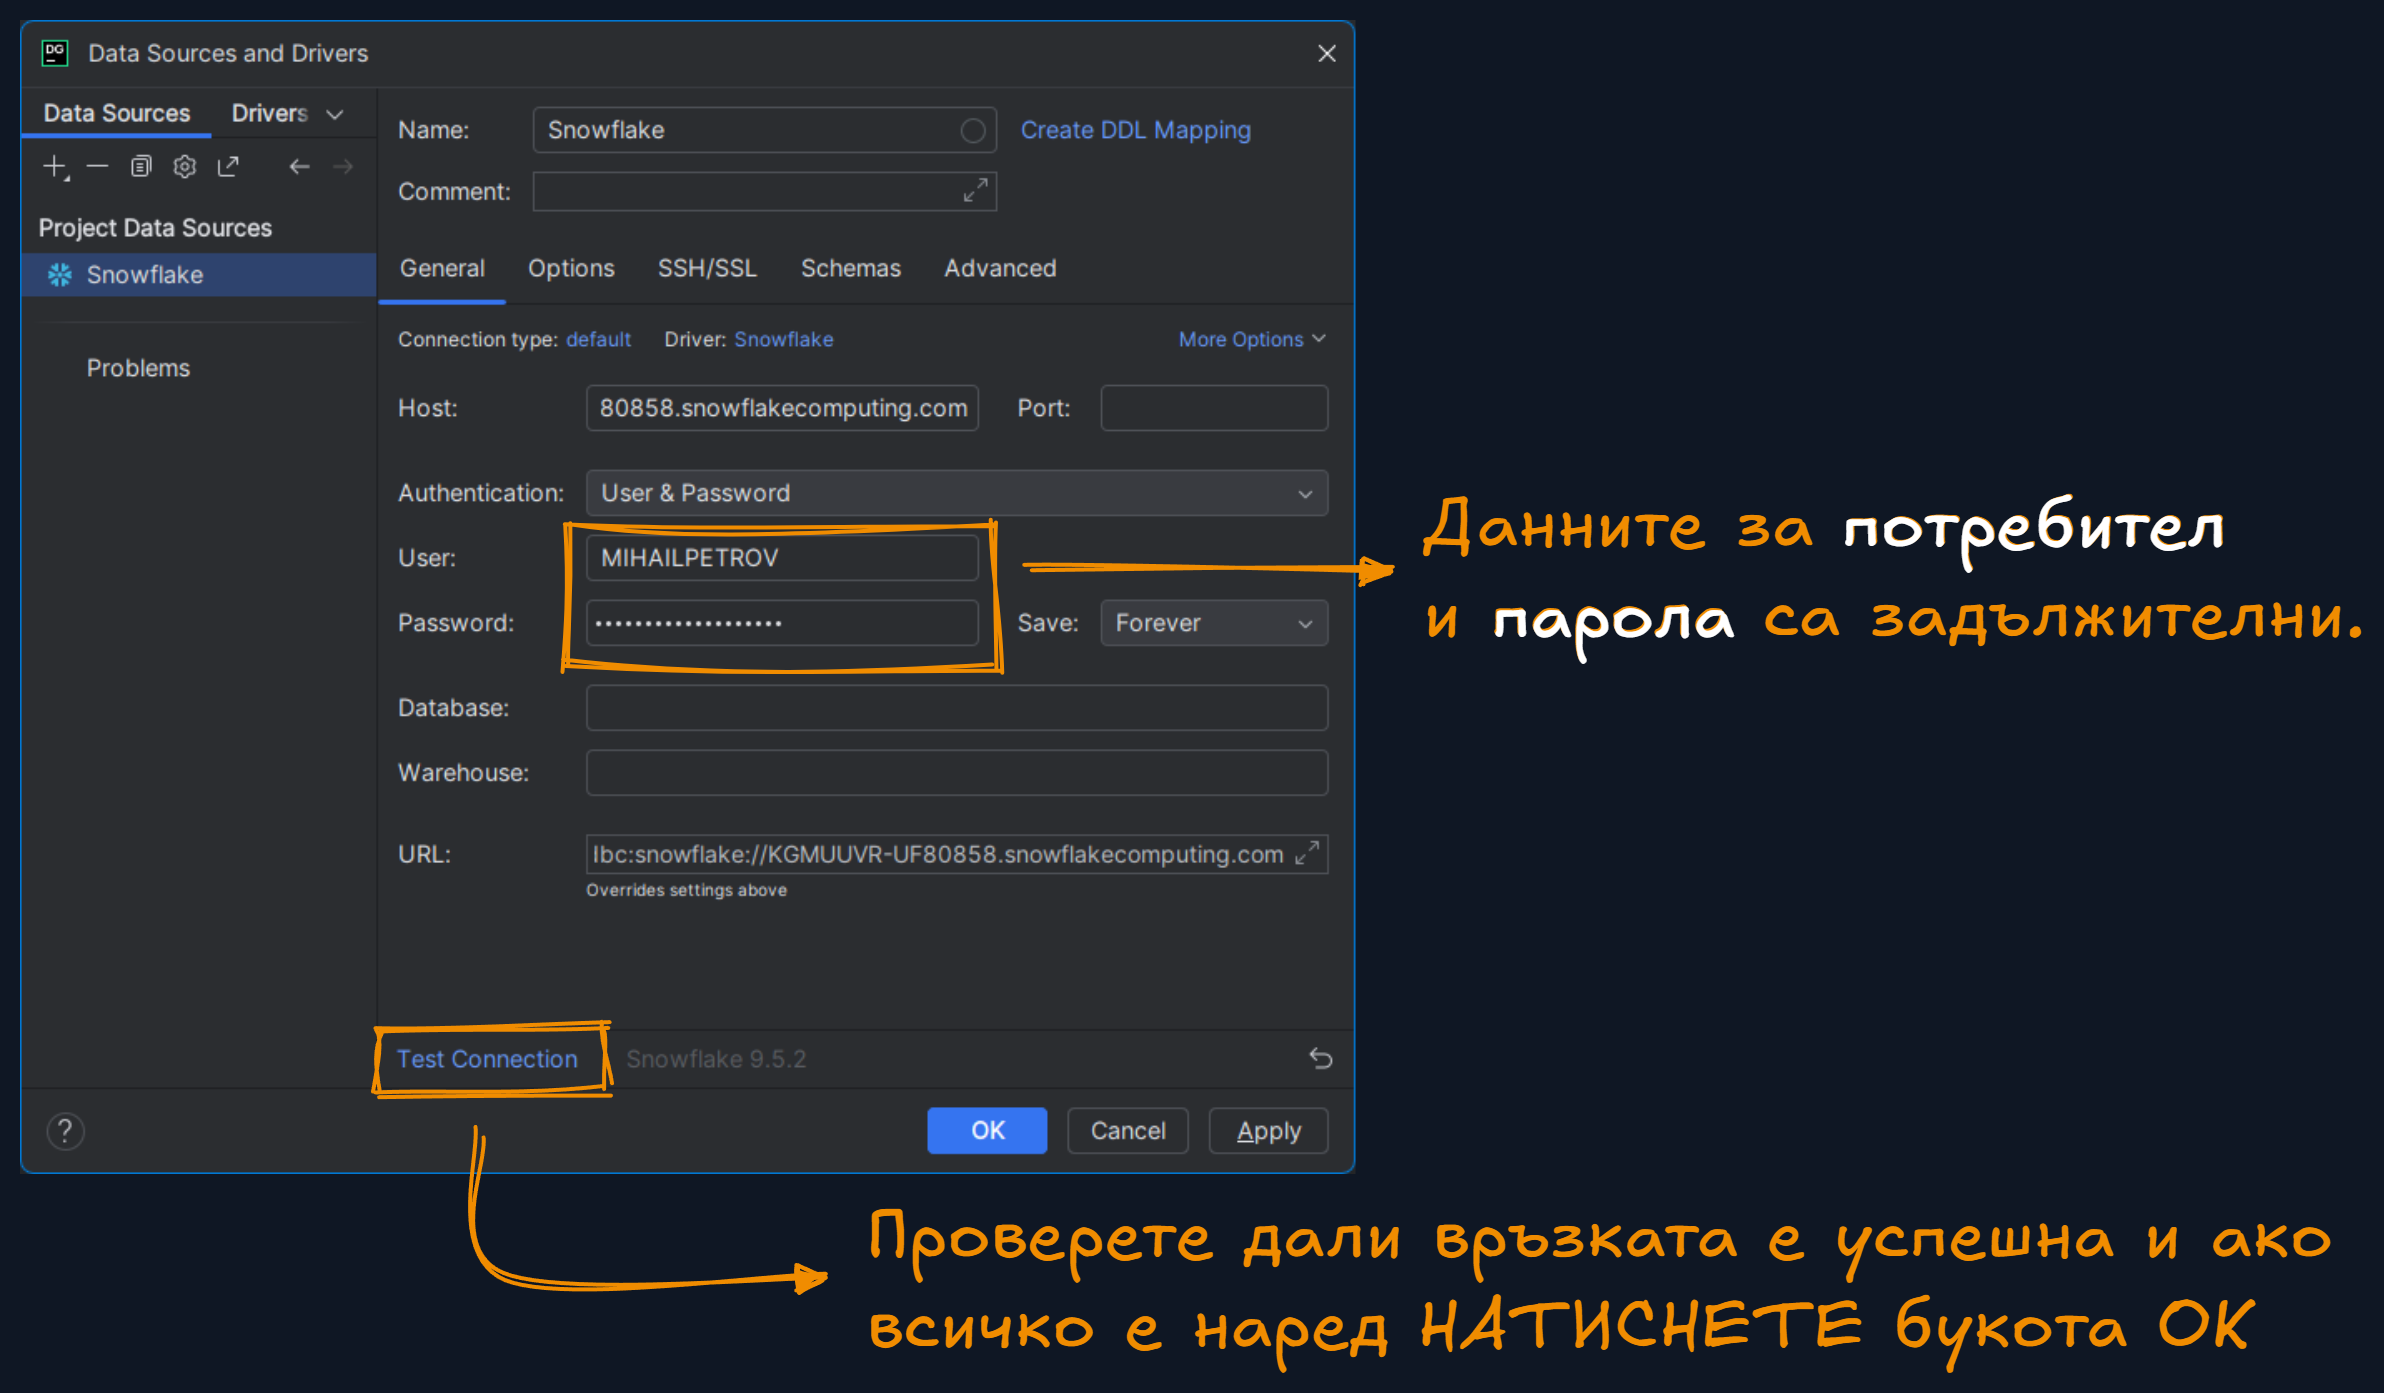 DG
Data Sources and Drivers
Data Sources Drivers
Project Data Sources
Snowflake
Problems
Name: Snowflake Create DDL Mapping
Comment:
General Options SSH/SSL Schemas Advanced
Connection type: default Driver: Snowflake More Options
Host: 80858.snowflakecomputing.com Port:
Authentication: User & Password
User: MIHAILPETROV
Password: ••••••••••••••••••• Save: Forever
Database:
Warehouse:
URL: lbc:snowflake://KGMUUVR-UF80858.snowflakecomputing.com
Overrides settings above
Test Connection Snowflake 9.5.2
? OK Cancel Apply
Данните за потребител
и парола са задължителни.
Проверете дали връзката е успешна и ако
всичко е наред НАТИСНЕТЕ букота ОК